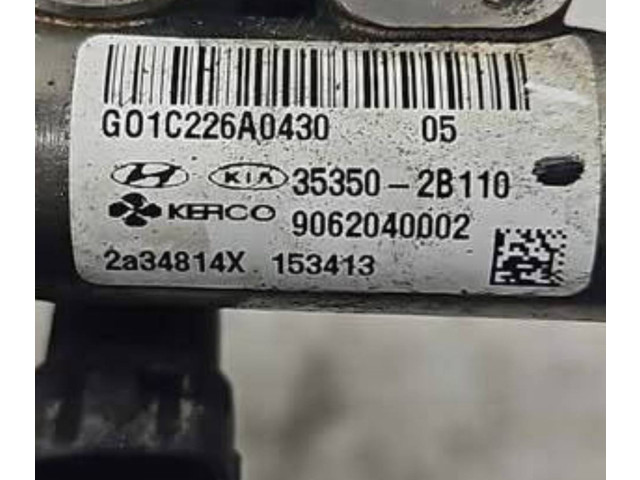 G01C226A0430 05
KIA 35350-2B110
KEFICO 9062040002
2a34814X 153413